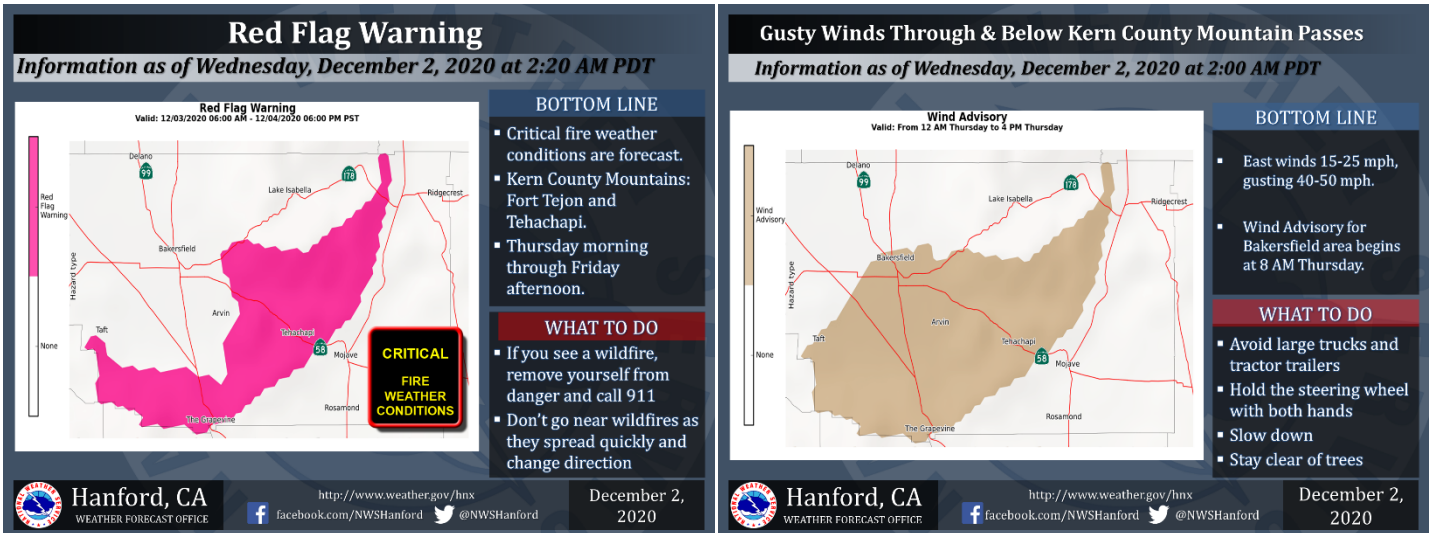 Red Flag Warning
Information as of Wednesday, December 2, 2020 at 2:20 AM PDT
Red Flag Warning
Valid: 12/03/2020 06:00 AM - 12/04/2020 06:00 PM PST
Red
Flag
Warning
Hazard type
None
Delano
99
178
Lake Isabella
Ridgecrest
Bakersfield
Arvin
Tehachapi
58
Taft
Mojave
Rosamond
The Grapevine
CRITICAL
FIRE
WEATHER
CONDITIONS
BOTTOM LINE
▪ Critical fire weather
conditions are forecast.
▪ Kern County Mountains:
Fort Tejon and
Tehachapi.
▪ Thursday morning
through Friday
afternoon.
WHAT TO DO
▪ If you see a wildfire,
remove yourself from
danger and call 911
▪ Don't go near wildfires as
they spread quickly and
change direction
NATIONAL WEATHER SERVICE
Hanford, CA
WEATHER FORECAST OFFICE
http://www.weather.gov/hnx
facebook.com/NWSHanford
@NWSHanford
December 2,
2020
Gusty Winds Through & Below Kern County Mountain Passes
Information as of Wednesday, December 2, 2020 at 2:00 AM PDT
Wind Advisory
Valid: From 12 AM Thursday to 4 PM Thursday
Wind
Advisory
Hazard type
None
Delano
99
178
Lake Isabella
Ridgecrest
Bakersfield
Arvin
Tehachapi
58
Taft
Mojave
Rosamond
The Grapevine
BOTTOM LINE
▪ East winds 15-25 mph,
gusting 40-50 mph.
▪ Wind Advisory for
Bakersfield area begins
at 8 AM Thursday.
WHAT TO DO
▪ Avoid large trucks and
tractor trailers
▪ Hold the steering wheel
with both hands
▪ Slow down
▪ Stay clear of trees
NATIONAL WEATHER SERVICE
Hanford, CA
WEATHER FORECAST OFFICE
http://www.weather.gov/hnx
facebook.com/NWSHanford
@NWSHanford
December 2,
2020